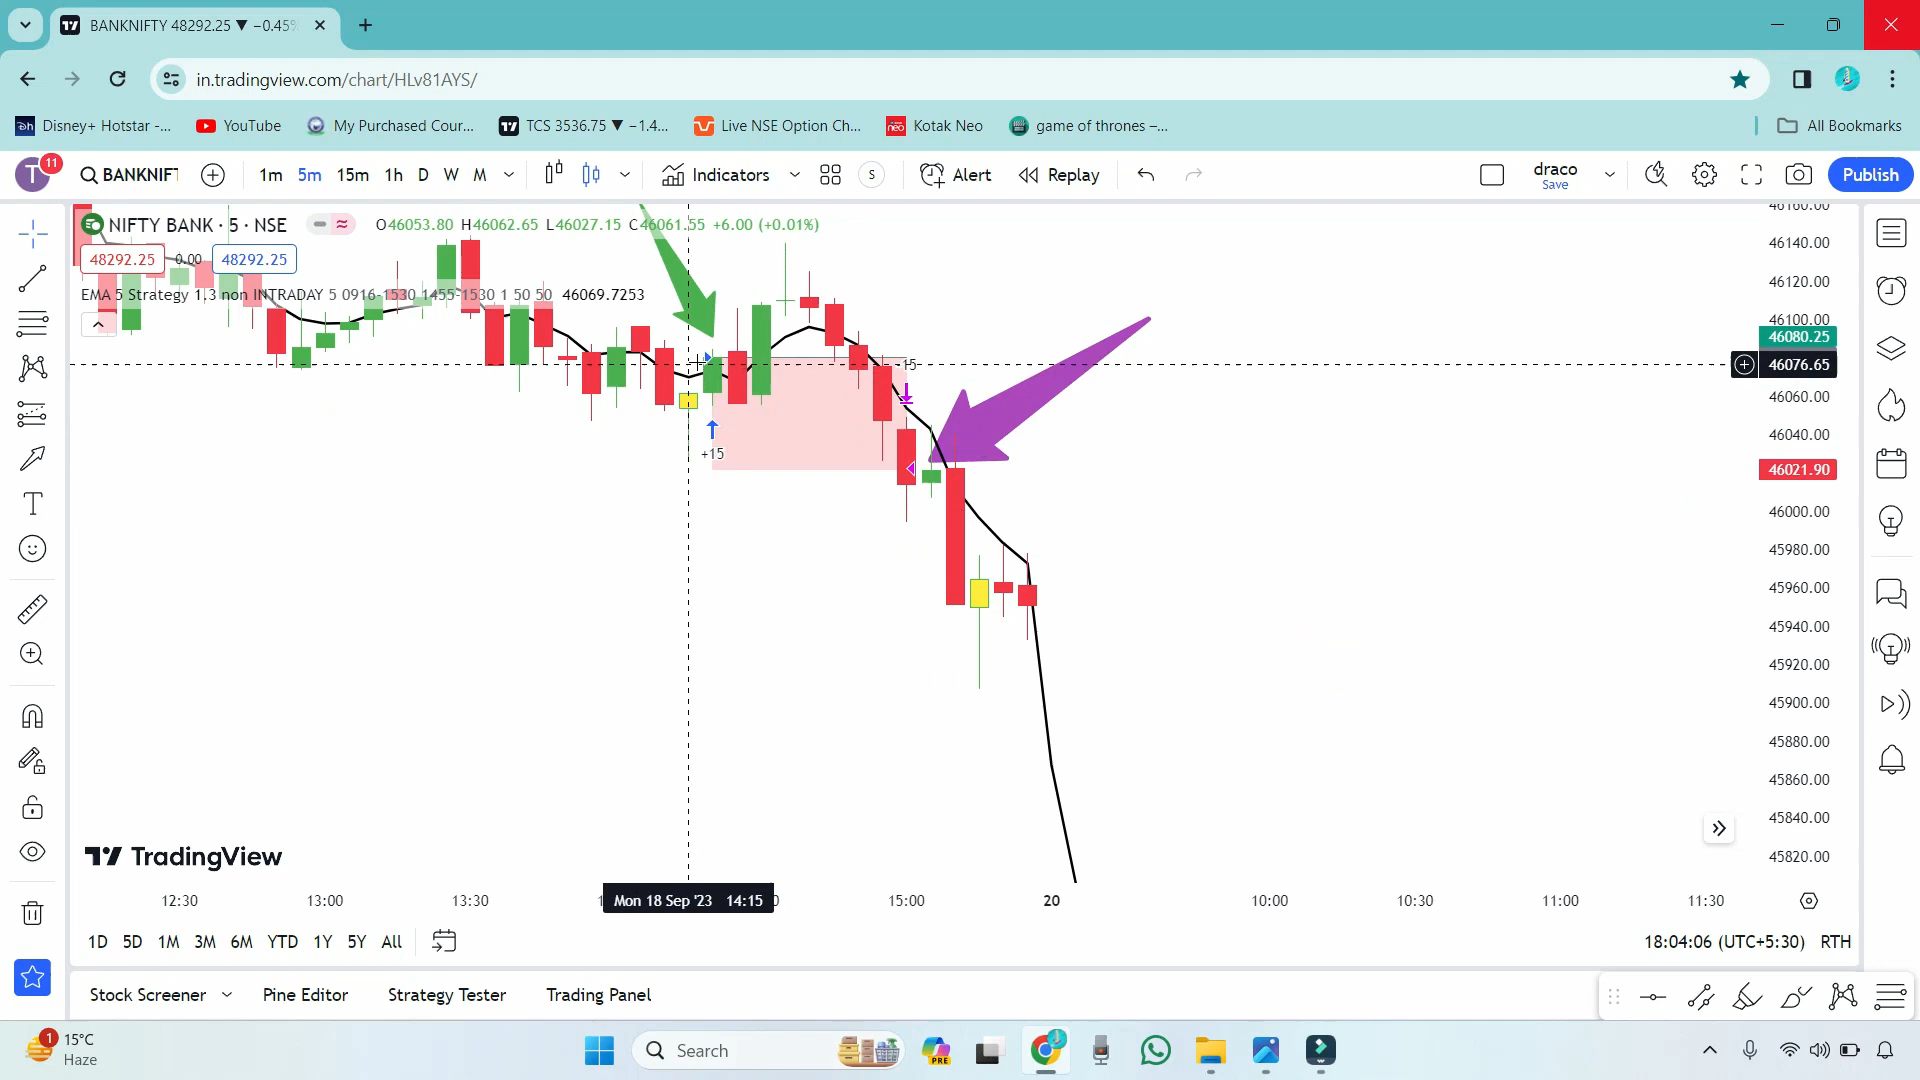 BANKNIFTY 48292.25 ▼ −0.45%
in.tradingview.com/chart/HLv81AYS/
Disney+ Hotstar -... YouTube My Purchased Cour... TCS 3536.75 ▼ −1.4... Live NSE Option Ch... Kotak Neo game of thrones –... All Bookmarks
T 11 BANKNIFT 1m 5m 15m 1h D W M Indicators S Alert Replay draco Save Publish
NIFTY BANK · 5 · NSE O46053.80 H46062.65 L46027.15 C46061.55 +6.00 (+0.01%)
48292.25 0.00 48292.25
EMA 5 Strategy 1.3 non INTRADAY 5 0916-1530 1455-1530 1 50 50 46069.7253
-15
+15
46160.00
46140.00
46120.00
46100.00
46080.25
46076.65
46060.00
46040.00
46021.90
46000.00
45980.00
45960.00
45940.00
45920.00
45900.00
45880.00
45860.00
45840.00
45820.00
TradingView
12:30 13:00 13:30 Mon 18 Sep '23 14:15 15:00 20 10:00 10:30 11:00 11:30
1D 5D 1M 3M 6M YTD 1Y 5Y All 18:04:06 (UTC+5:30) RTH
Stock Screener Pine Editor Strategy Tester Trading Panel
1 15°C
Haze
Search
PRE